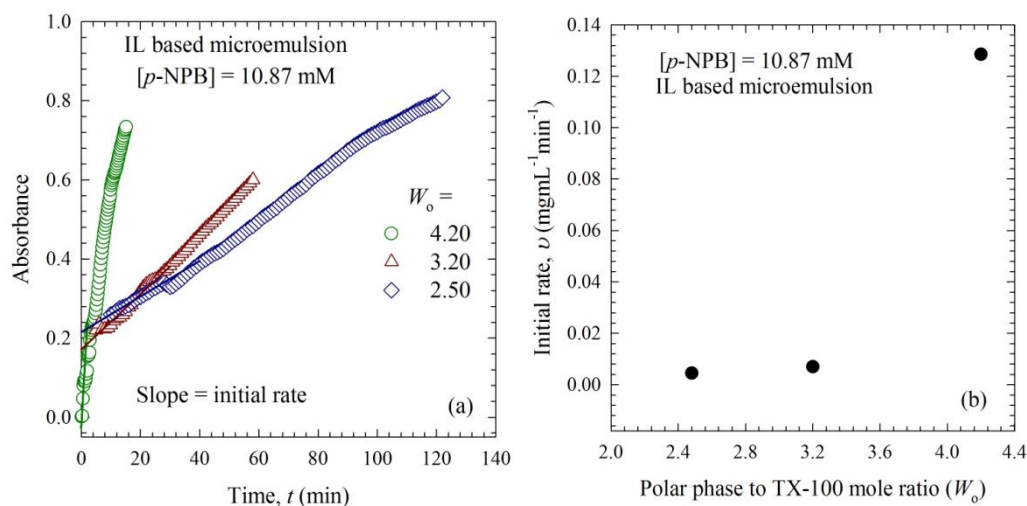 IL based microemulsion
[p-NPB] = 10.87 mM
Absorbance
1.0
0.8
0.6
0.4
0.2
0.0
Wo =
4.20
3.20
2.50
Slope = initial rate
(a)
0 20 40 60 80 100 120 140
Time, t (min)
[p-NPB] = 10.87 mM
IL based microemulsion
Initial rate, υ (mgmL⁻¹min⁻¹)
0.14
0.12
0.10
0.08
0.06
0.04
0.02
0.00
(b)
2.0 2.4 2.8 3.2 3.6 4.0 4.4
Polar phase to TX-100 mole ratio (Wo)